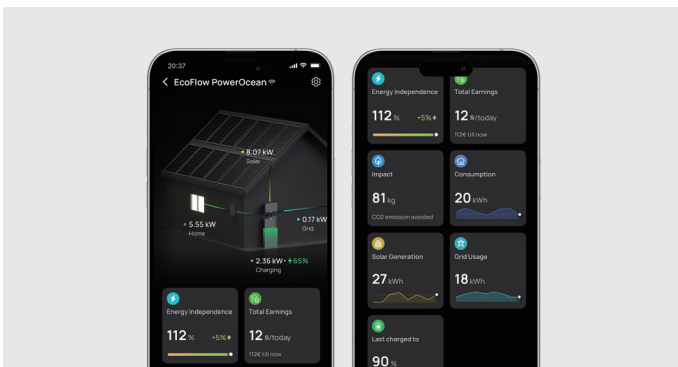 20:37
EcoFlow PowerOcean
8.07 kW
Solar
5.55 kW
Home
0.17 kW
Grid
2.36 kW 65%
Charging
Energy Independence
112 % +5%
Total Earnings
12 /today
112€ till now
Energy Independence
112 % +5%
Total Earnings
12 /today
112€ till now
Impact
81 kg
CO2 emission avoided
Consumption
20 kWh
Solar Generation
27 kWh
Grid Usage
18 kWh
Last charged to
90 %